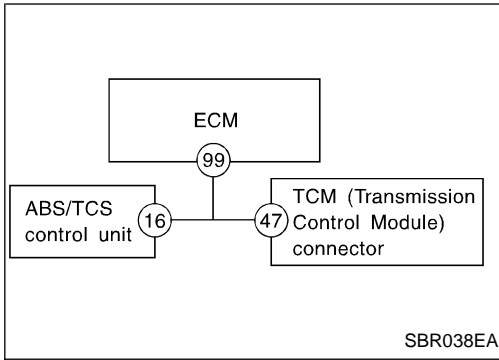 ECM
99
ABS/TCS
control unit
16
47
TCM (Transmission
Control Module)
connector
SBR038EA